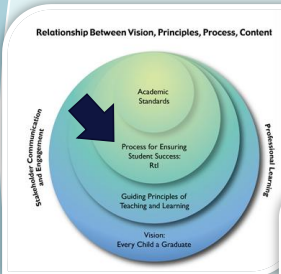 Relationship Between Vision, Principles, Process, Content
Academic
Standards
Process for Ensuring
Student Success:
RtI
Guiding Principles of
Teaching and Learning
Vision:
Every Child a Graduate
Stakeholder Communication
and Engagement
Professional Learning